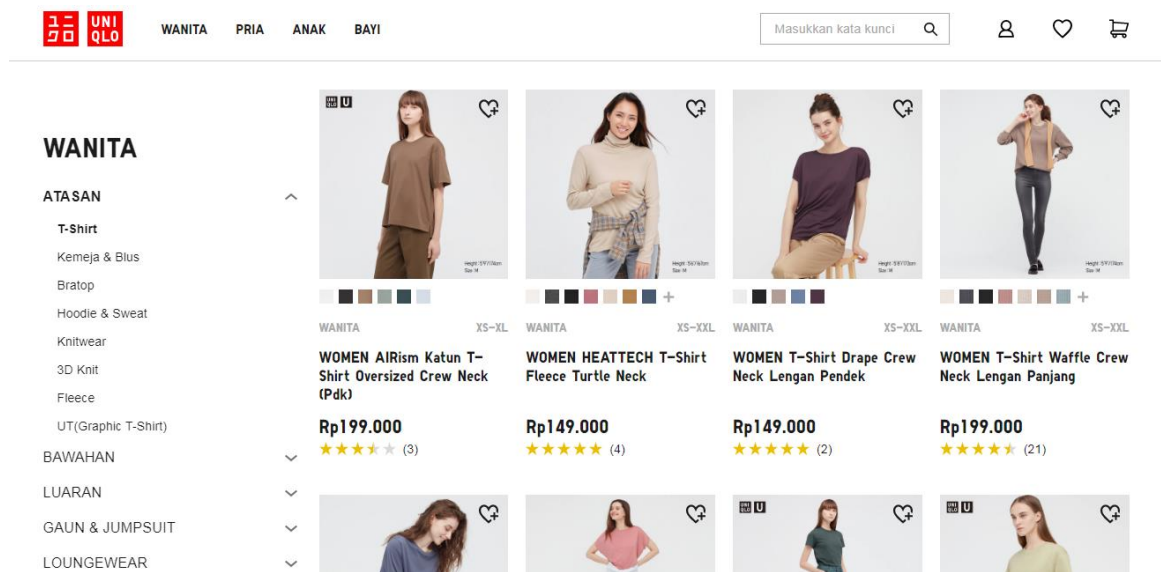 ユニ
クロ
UNI
QLO
WANITA PRIA ANAK BAYI
Masukkan kata kunci
WANITA
ATASAN
T-Shirt
Kemeja & Blus
Bratop
Hoodie & Sweat
Knitwear
3D Knit
Fleece
UT(Graphic T-Shirt)
BAWAHAN
LUARAN
GAUN & JUMPSUIT
LOUNGEWEAR
U
WANITA XS-XL
WOMEN AIRism Katun T-
Shirt Oversized Crew Neck
(Pdk)
Rp199.000
(3)
WANITA XS-XXL
WOMEN HEATTECH T-Shirt
Fleece Turtle Neck
Rp149.000
(4)
WANITA XS-XXL
WOMEN T-Shirt Drape Crew
Neck Lengan Pendek
Rp149.000
(2)
WANITA XS-XXL
WOMEN T-Shirt Waffle Crew
Neck Lengan Panjang
Rp199.000
(21)
U
U